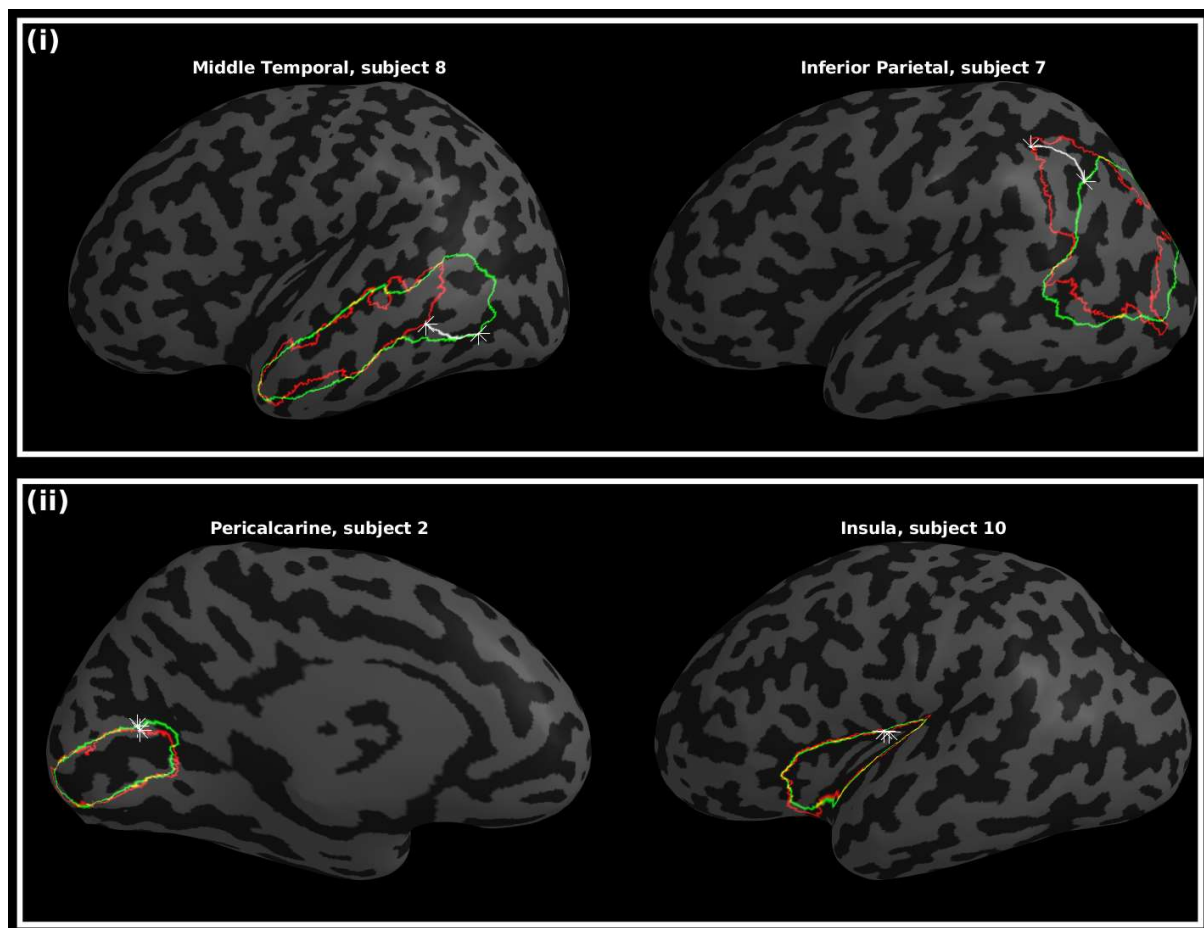 (i)
Middle Temporal, subject 8
Inferior Parietal, subject 7
(ii)
Pericalcarine, subject 2
Insula, subject 10